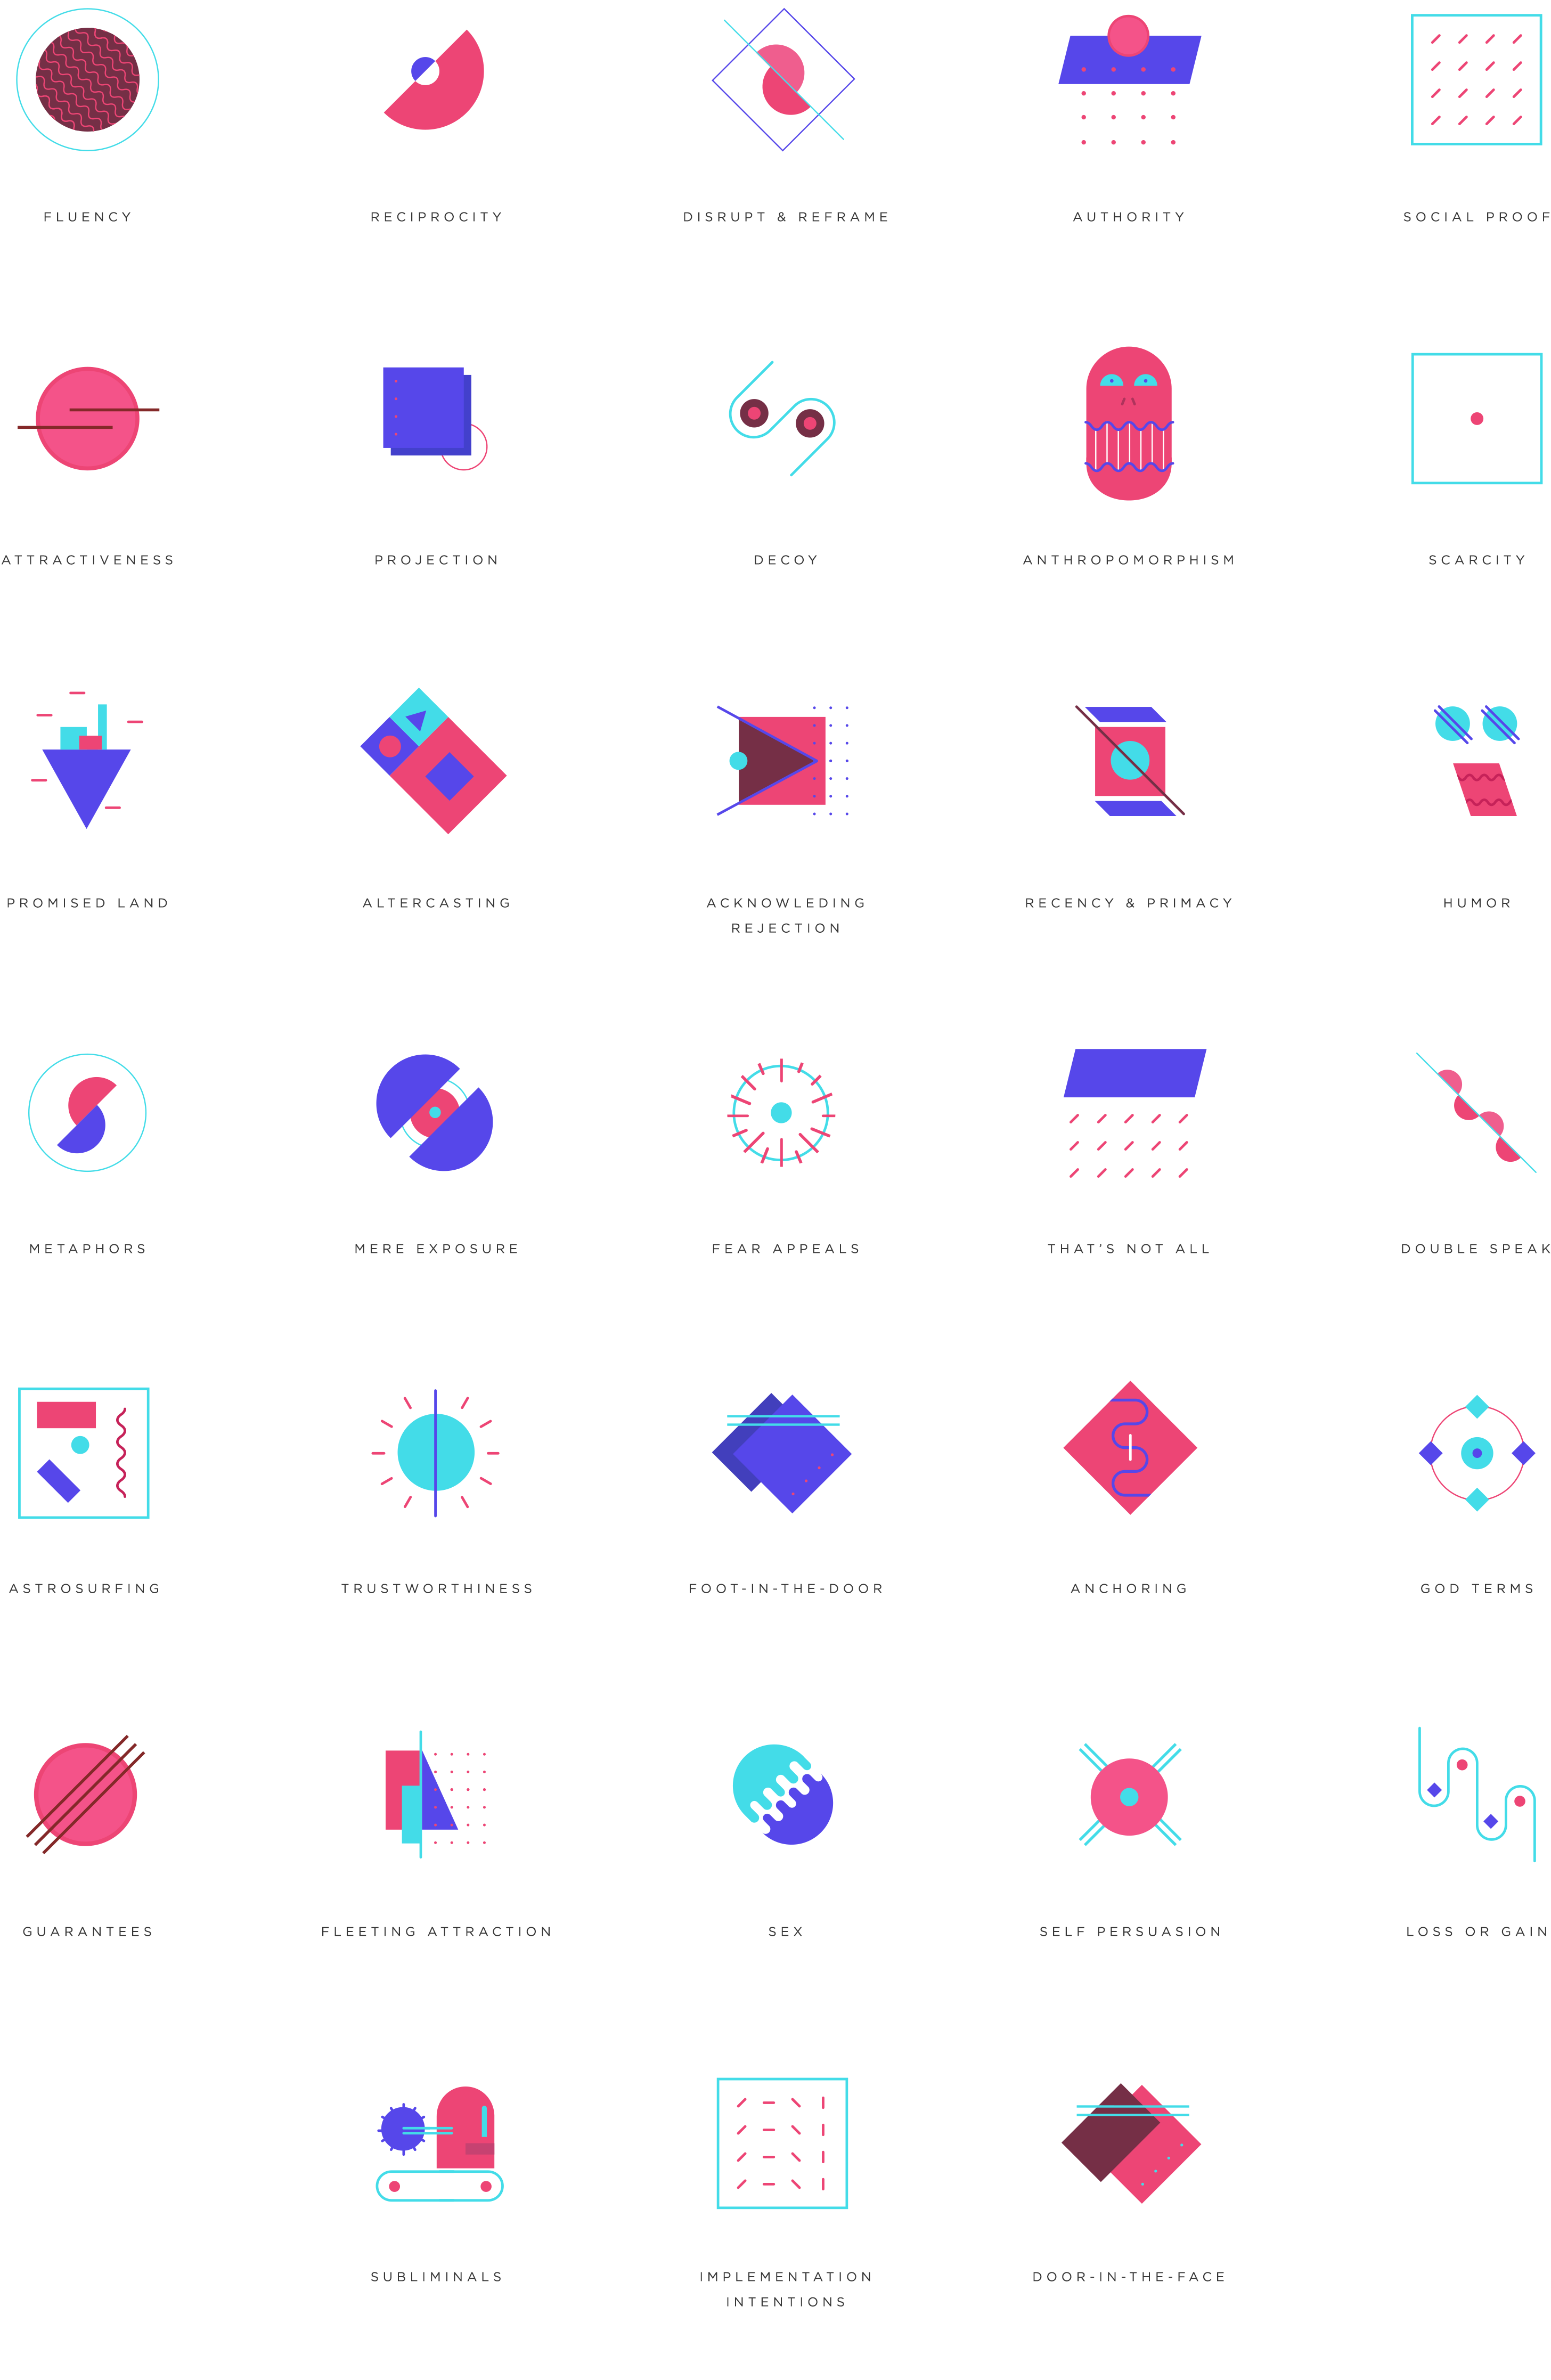 FLUENCY
RECIPROCITY
DISRUPT & REFRAME
AUTHORITY
SOCIAL PROOF
ATTRACTIVENESS
PROJECTION
DECOY
ANTHROPOMORPHISM
SCARCITY
PROMISED LAND
ALTERCASTING
ACKNOWLEDING
REJECTION
RECENCY & PRIMACY
HUMOR
METAPHORS
MERE EXPOSURE
FEAR APPEALS
THAT'S NOT ALL
DOUBLE SPEAK
ASTROSURFING
TRUSTWORTHINESS
FOOT-IN-THE-DOOR
ANCHORING
GOD TERMS
GUARANTEES
FLEETING ATTRACTION
SEX
SELF PERSUASION
LOSS OR GAIN
SUBLIMINALS
IMPLEMENTATION
INTENTIONS
DOOR-IN-THE-FACE